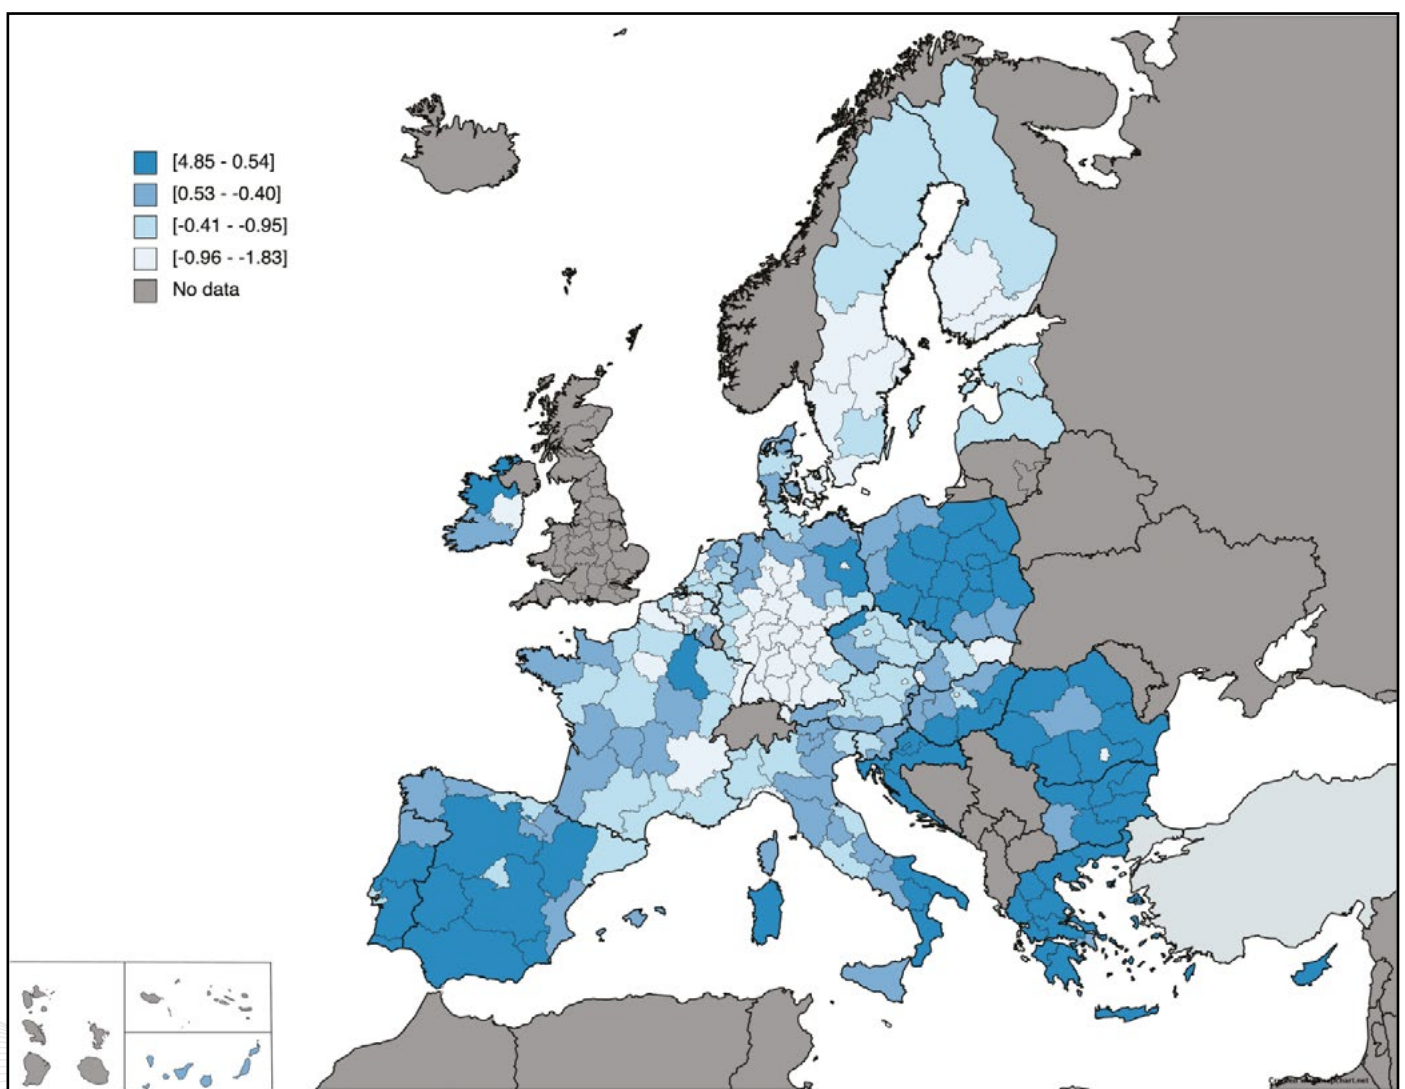 [4.85 - 0.54]
[0.53 - -0.40]
[-0.41 - -0.95]
[-0.96 - -1.83]
No data